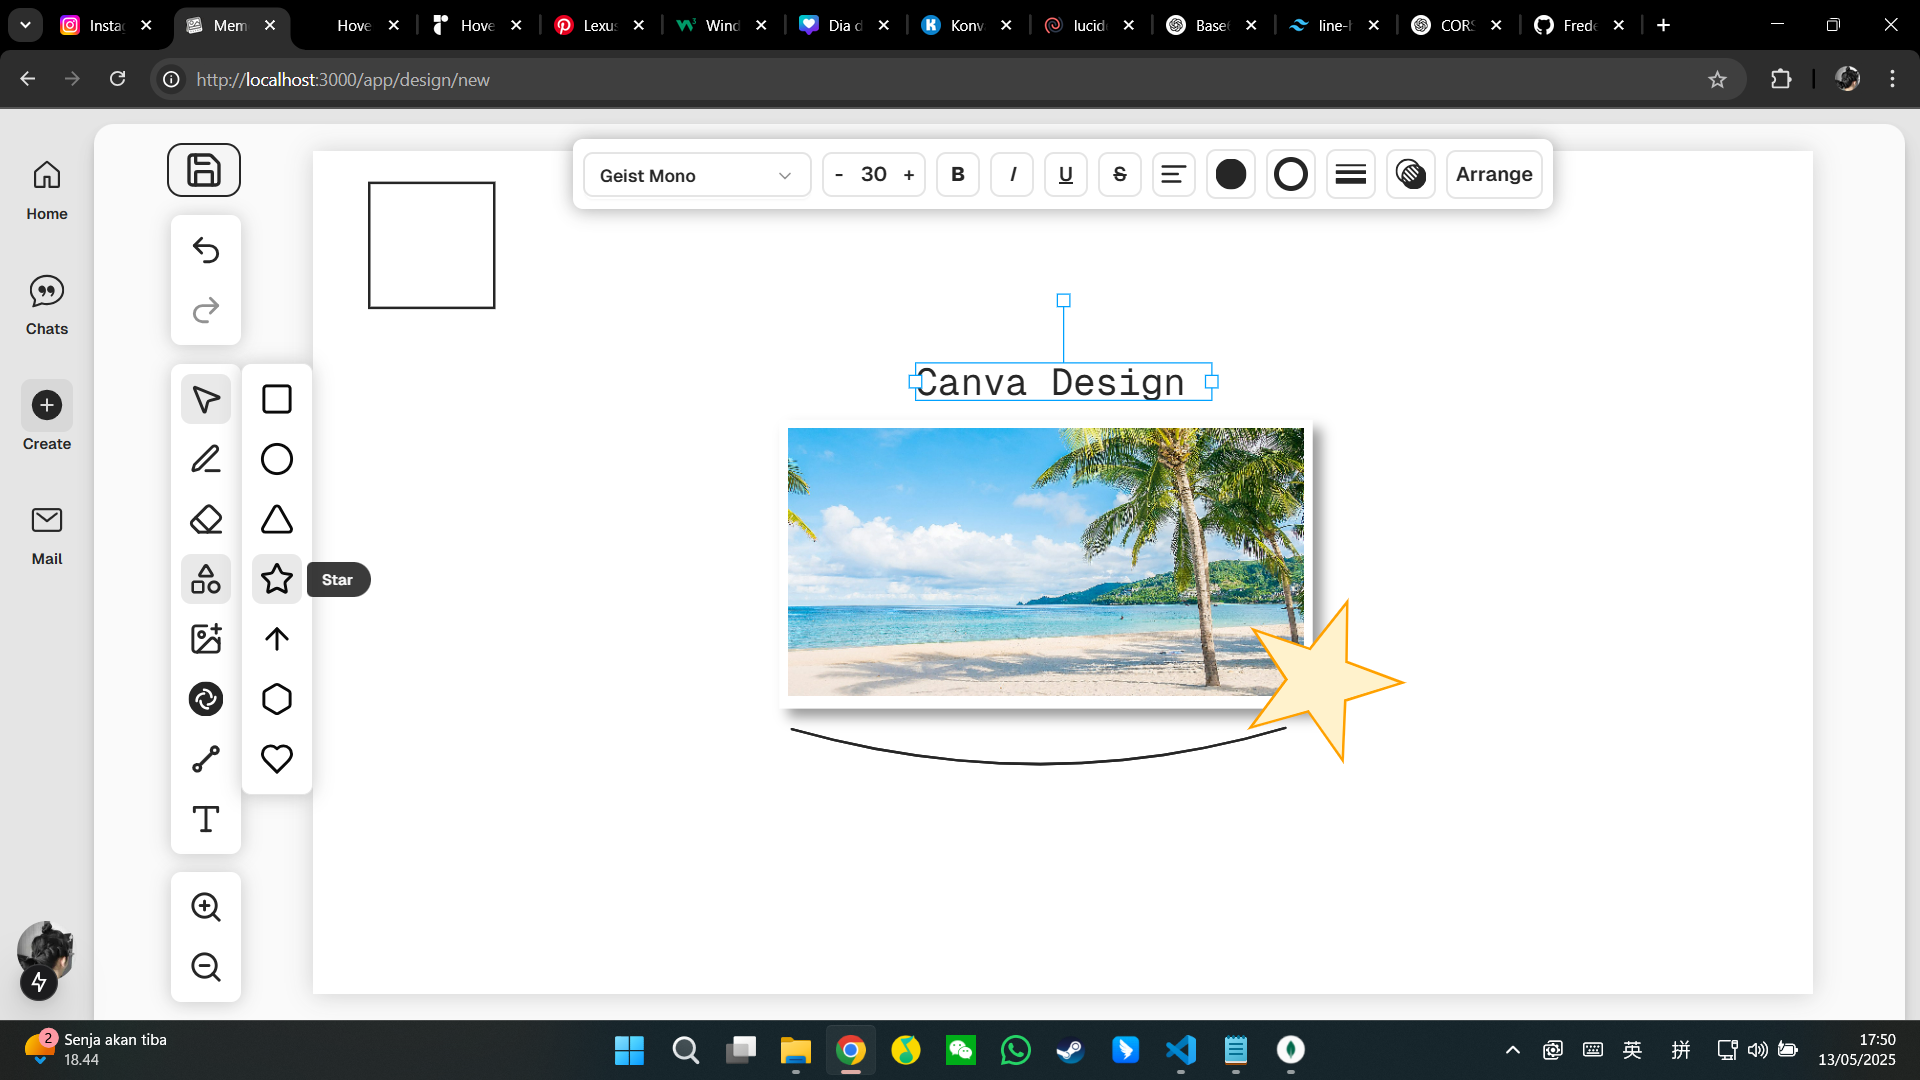 Insta
Mem
Hove
Hove
Lexus
Wind
Dia d
Konv
lucid
Base
line-h
CORS
Frede
http://localhost:3000/app/design/new
Home
Chats
Create
Mail
Geist Mono
- 30 +
B
I
U
S
Arrange
Canva Design
Star
2
Senja akan tiba
18.44
英
拼
17:50
13/05/2025